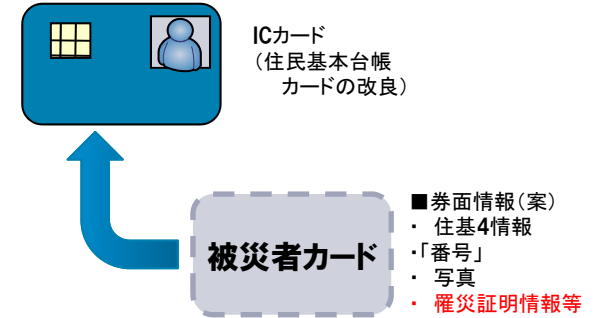 ICカード
（住民基本台帳
カードの改良）
被災者カード
■券面情報（案）
・ 住基4情報
・「番号」
・ 写真
・ 罹災証明情報等